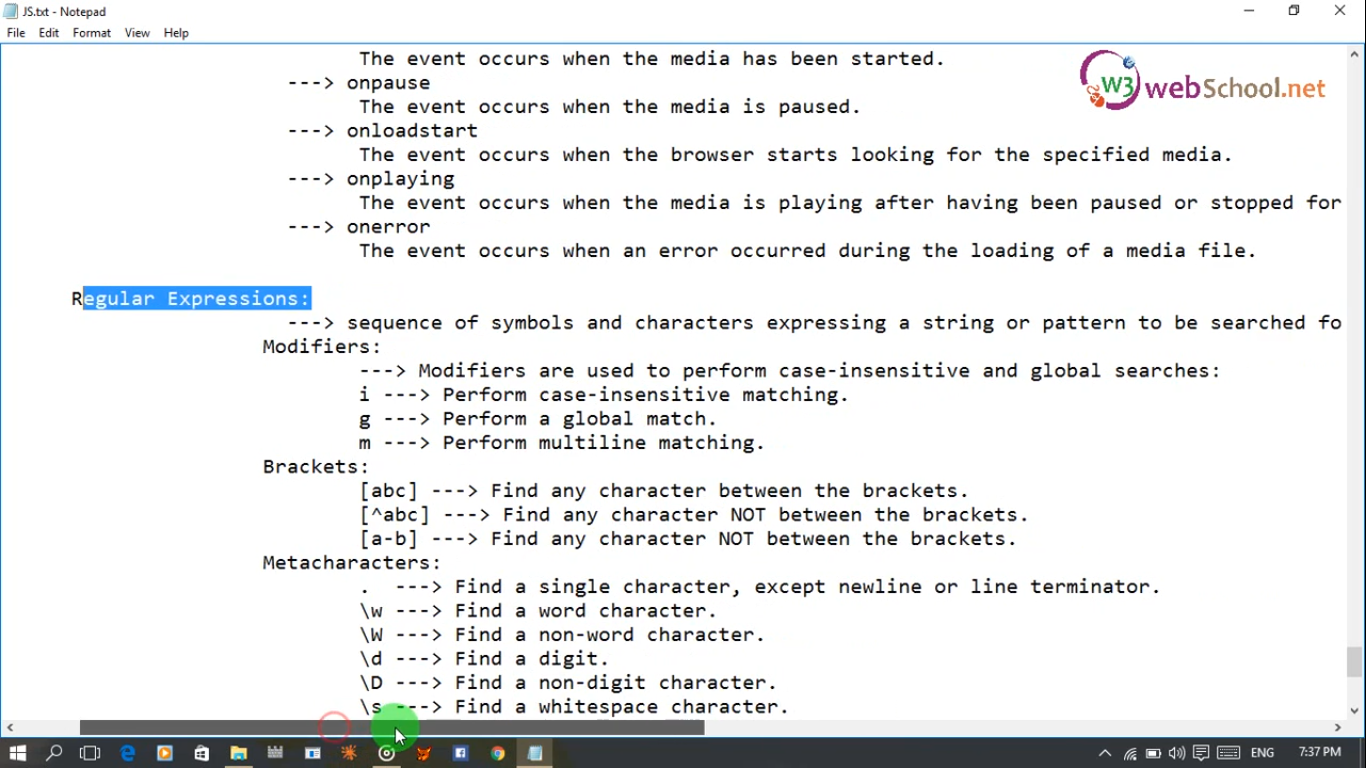 JS.txt - Notepad
File Edit Format View Help
W3 webSchool.net
The event occurs when the media has been started.
---> onpause
The event occurs when the media is paused.
---> onloadstart
The event occurs when the browser starts looking for the specified media.
---> onplaying
The event occurs when the media is playing after having been paused or stopped for
---> onerror
The event occurs when an error occurred during the loading of a media file.
Regular Expressions:
---> sequence of symbols and characters expressing a string or pattern to be searched fo
Modifiers:
---> Modifiers are used to perform case-insensitive and global searches:
i ---> Perform case-insensitive matching.
g ---> Perform a global match.
m ---> Perform multiline matching.
Brackets:
[abc] ---> Find any character between the brackets.
[^abc] ---> Find any character NOT between the brackets.
[a-b] ---> Find any character NOT between the brackets.
Metacharacters:
. ---> Find a single character, except newline or line terminator.
\w ---> Find a word character.
\W ---> Find a non-word character.
\d ---> Find a digit.
\D ---> Find a non-digit character.
\s ---> Find a whitespace character.
ENG 7:37 PM